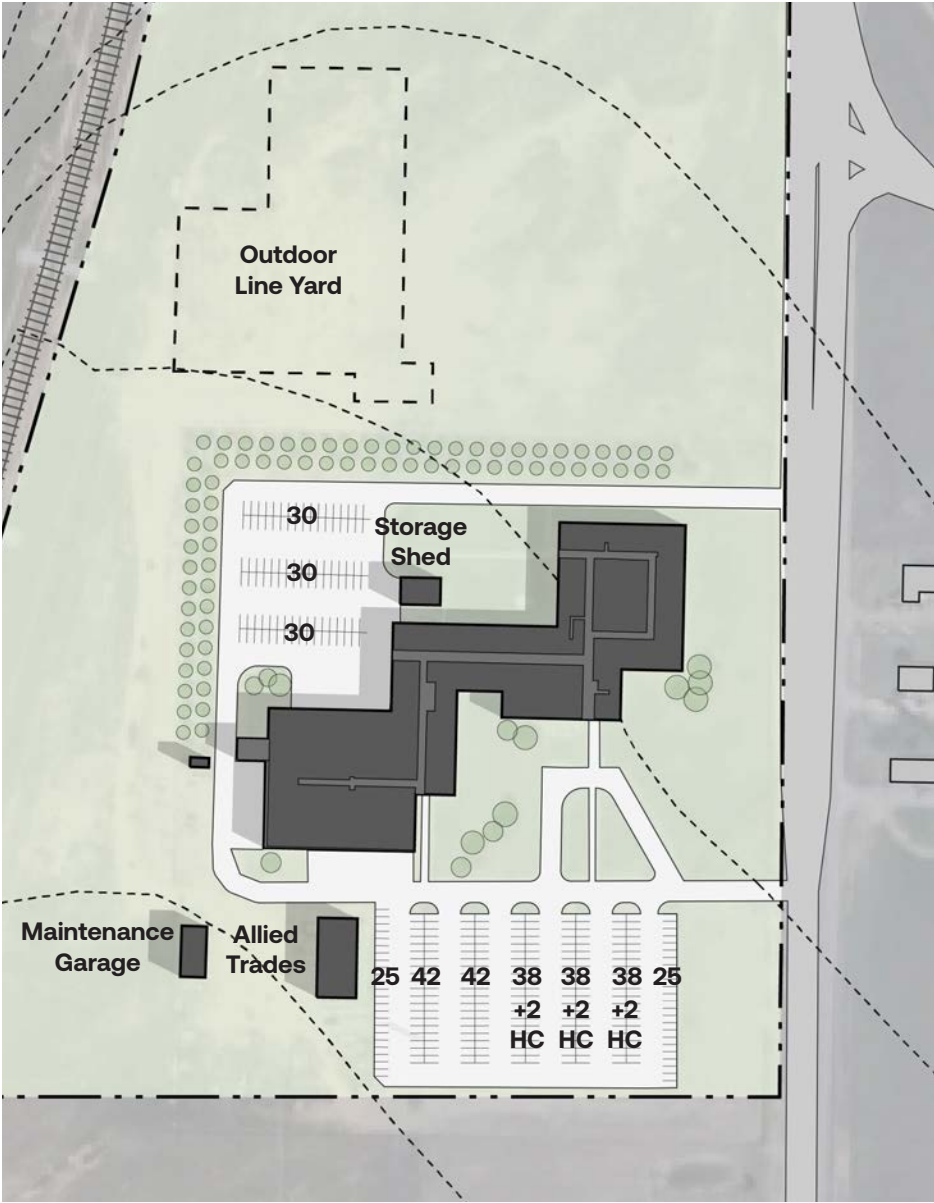 Outdoor
Line Yard
30
Storage
Shed
30
30
Maintenance
Garage
Allied
Trades
25 42 42 38 38 38 25
+2 +2 +2
HC HC HC